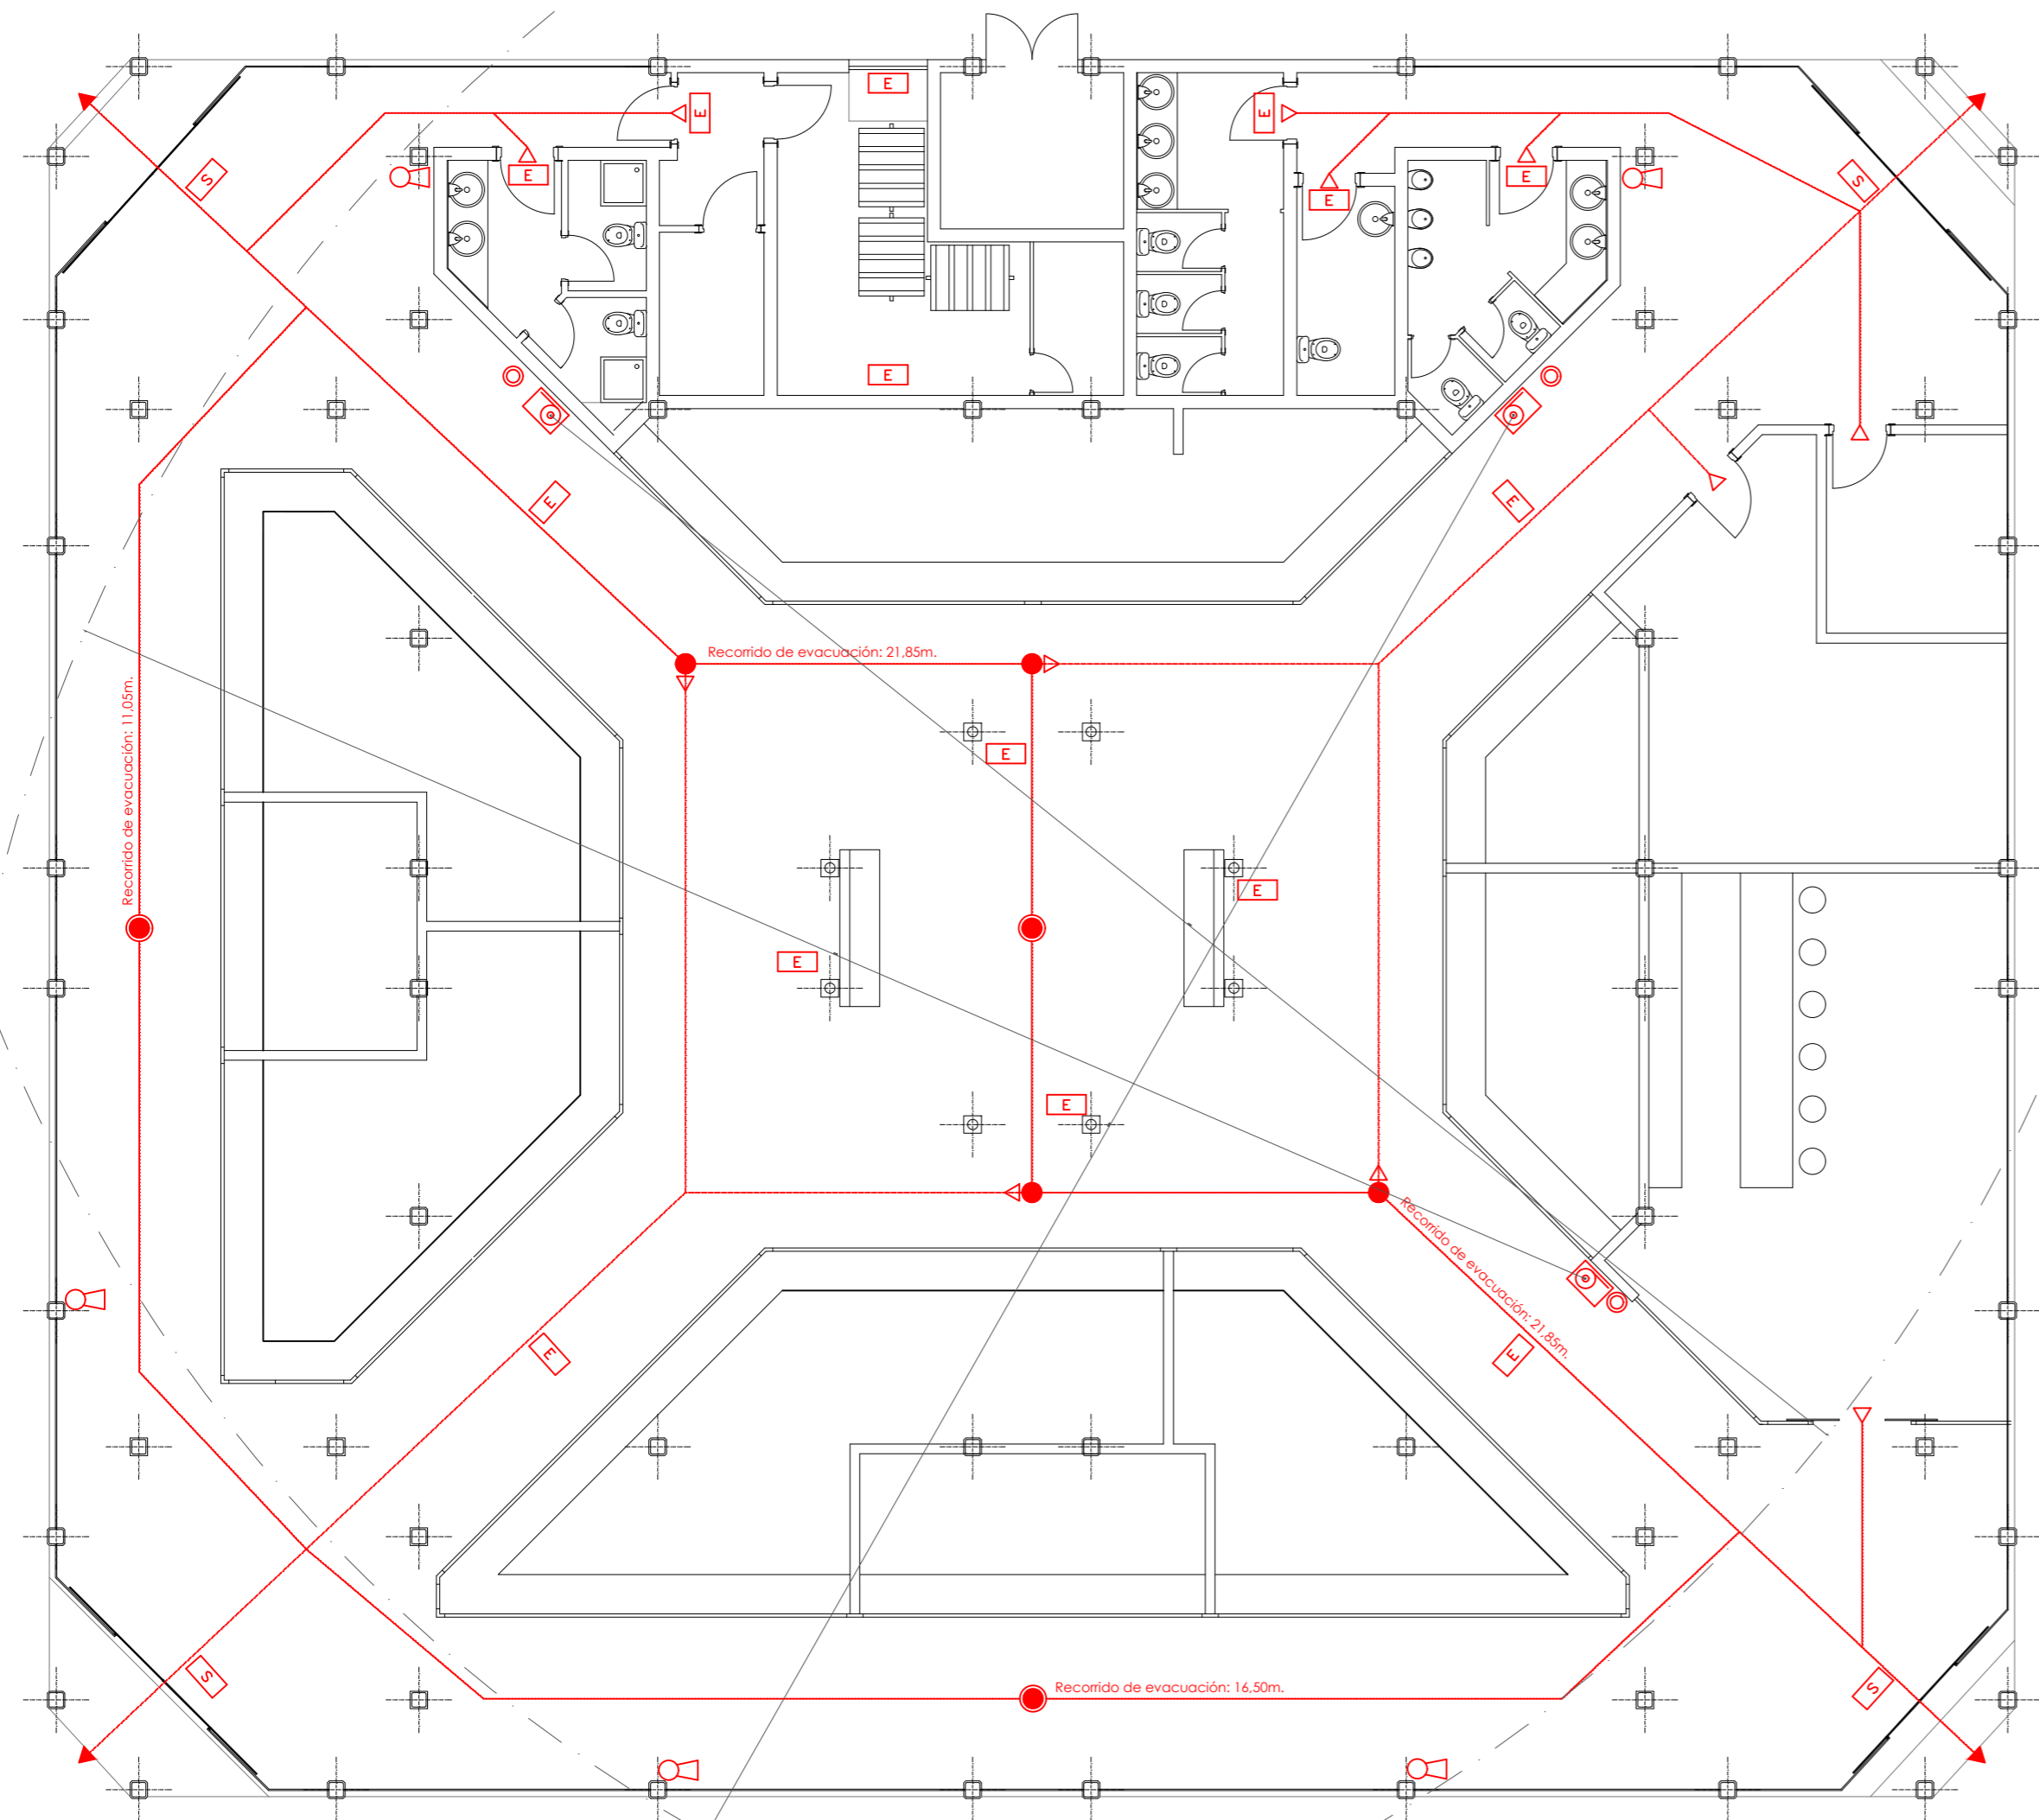 E
E
E
S
E
E
E
S
E
E
E
Recorrido de evacuación: 21,85m.
Recorrido de evacuación: 11,05m.
E
E
E
E
Recorrido de evacuación: 21,85m.
E
E
S
S
Recorrido de evacuación: 16,50m.